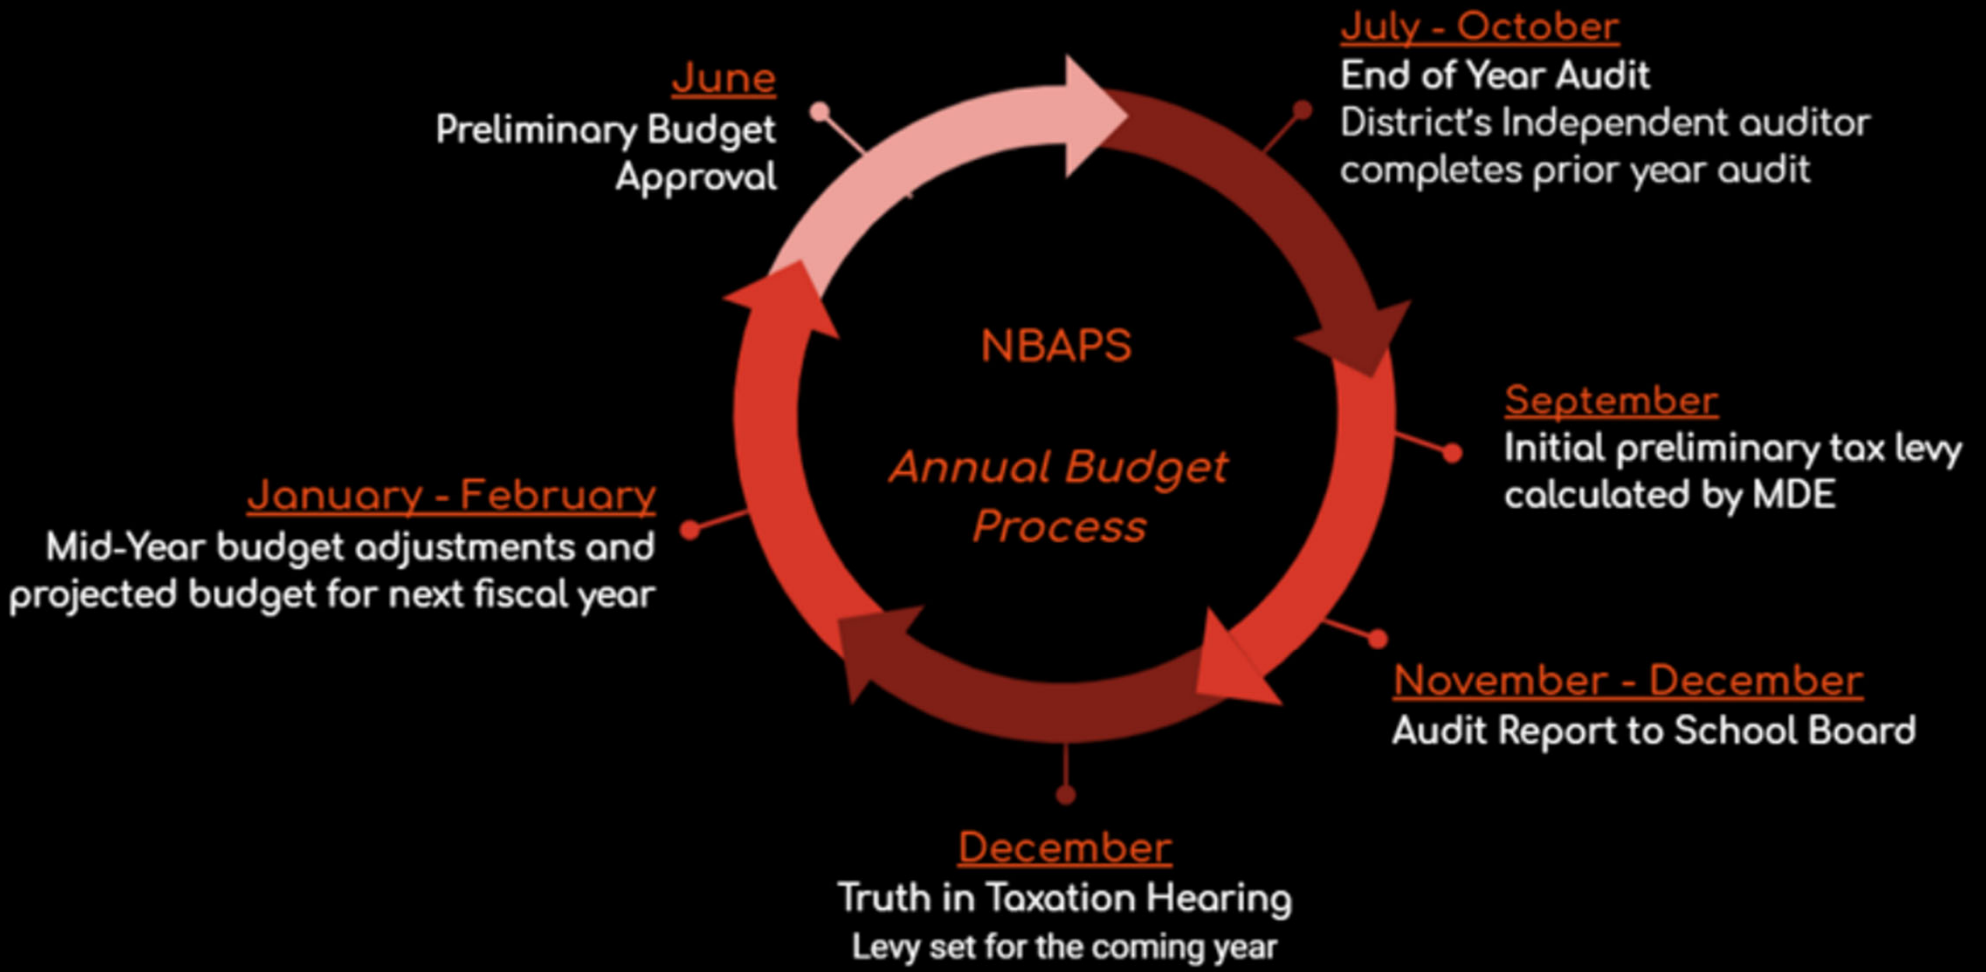 NBAPS
Annual Budget
Process
July - October
End of Year Audit
District's Independent auditor
completes prior year audit
September
Initial preliminary tax levy
calculated by MDE
November - December
Audit Report to School Board
December
Truth in Taxation Hearing
Levy set for the coming year
January - February
Mid-Year budget adjustments and
projected budget for next fiscal year
June
Preliminary Budget
Approval